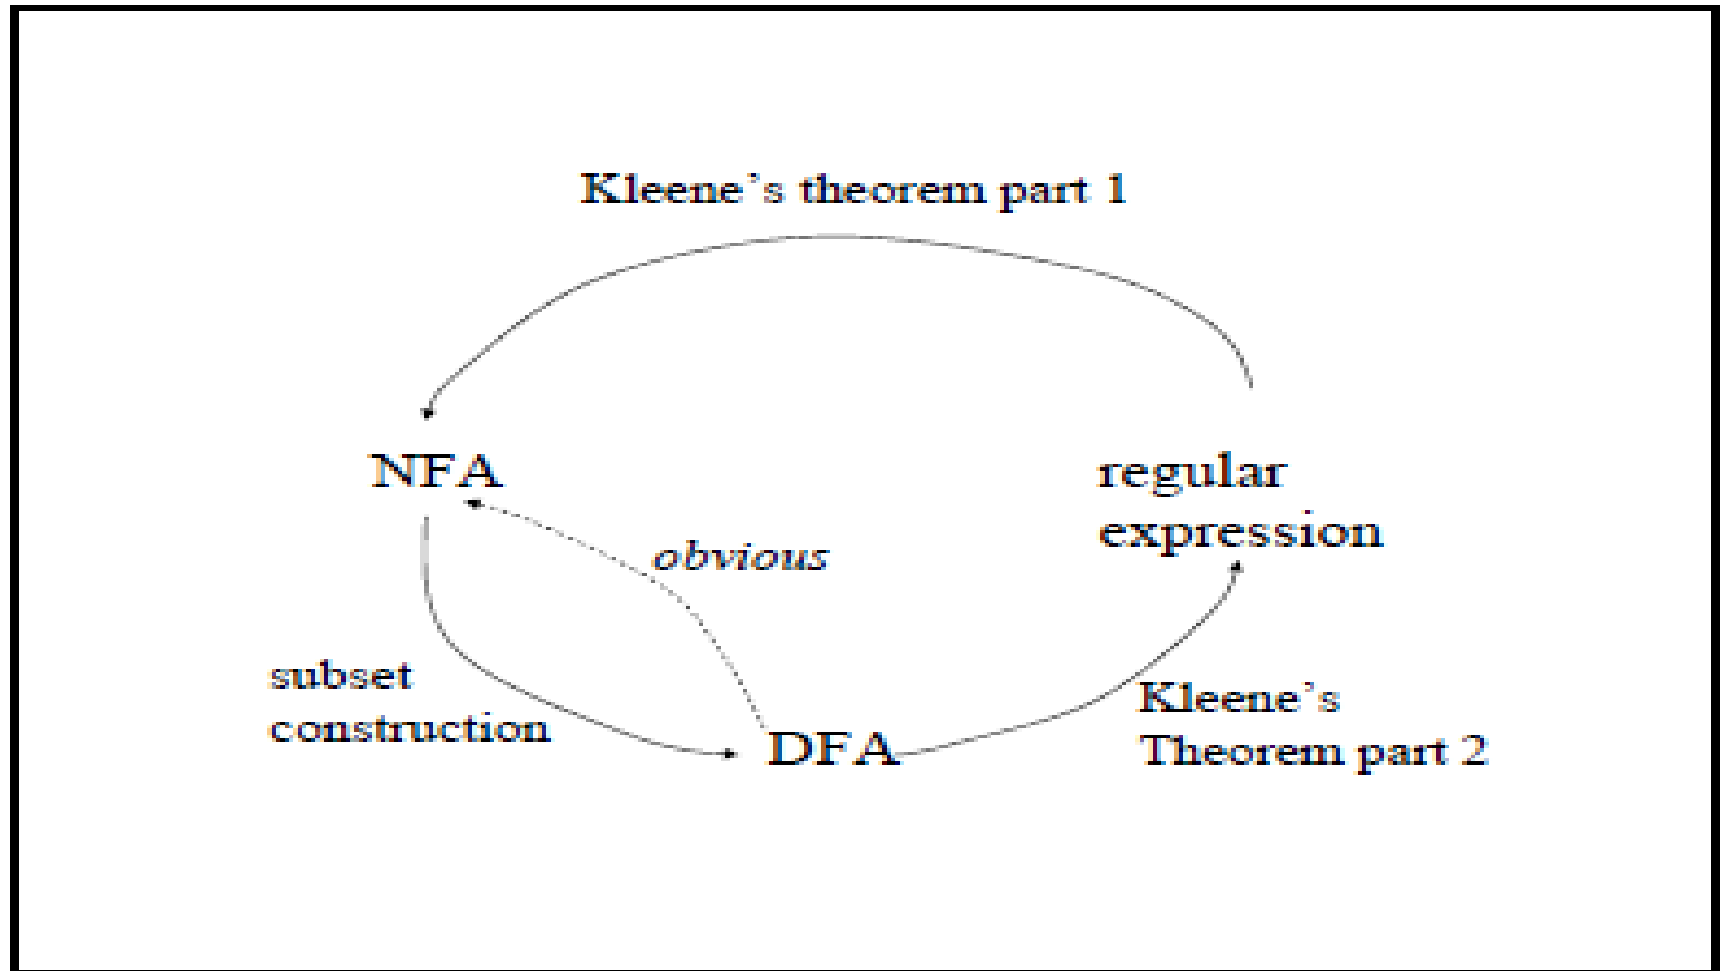 Kleene's theorem part 1
NFA
regular
expression
obvious
subset
construction
DFA
Kleene's
Theorem part 2